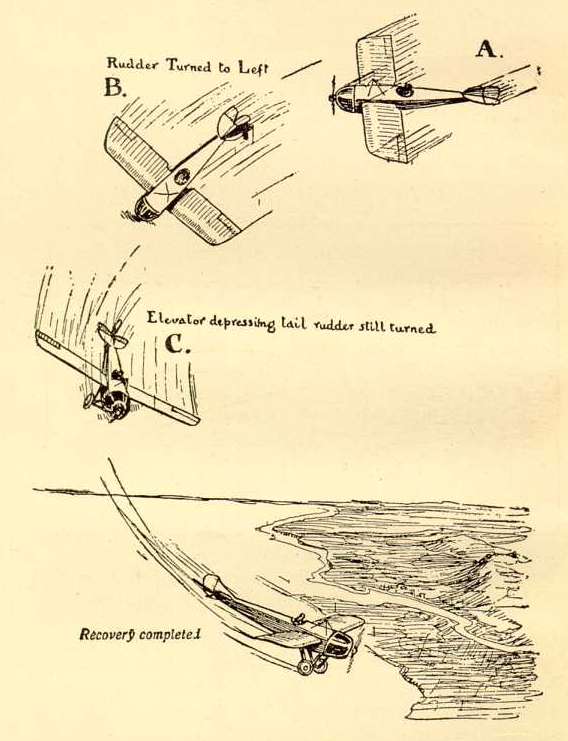 A.
Rudder Turned to Left
B.
Elevator depressing tail rudder still turned
C.
Recovery completed